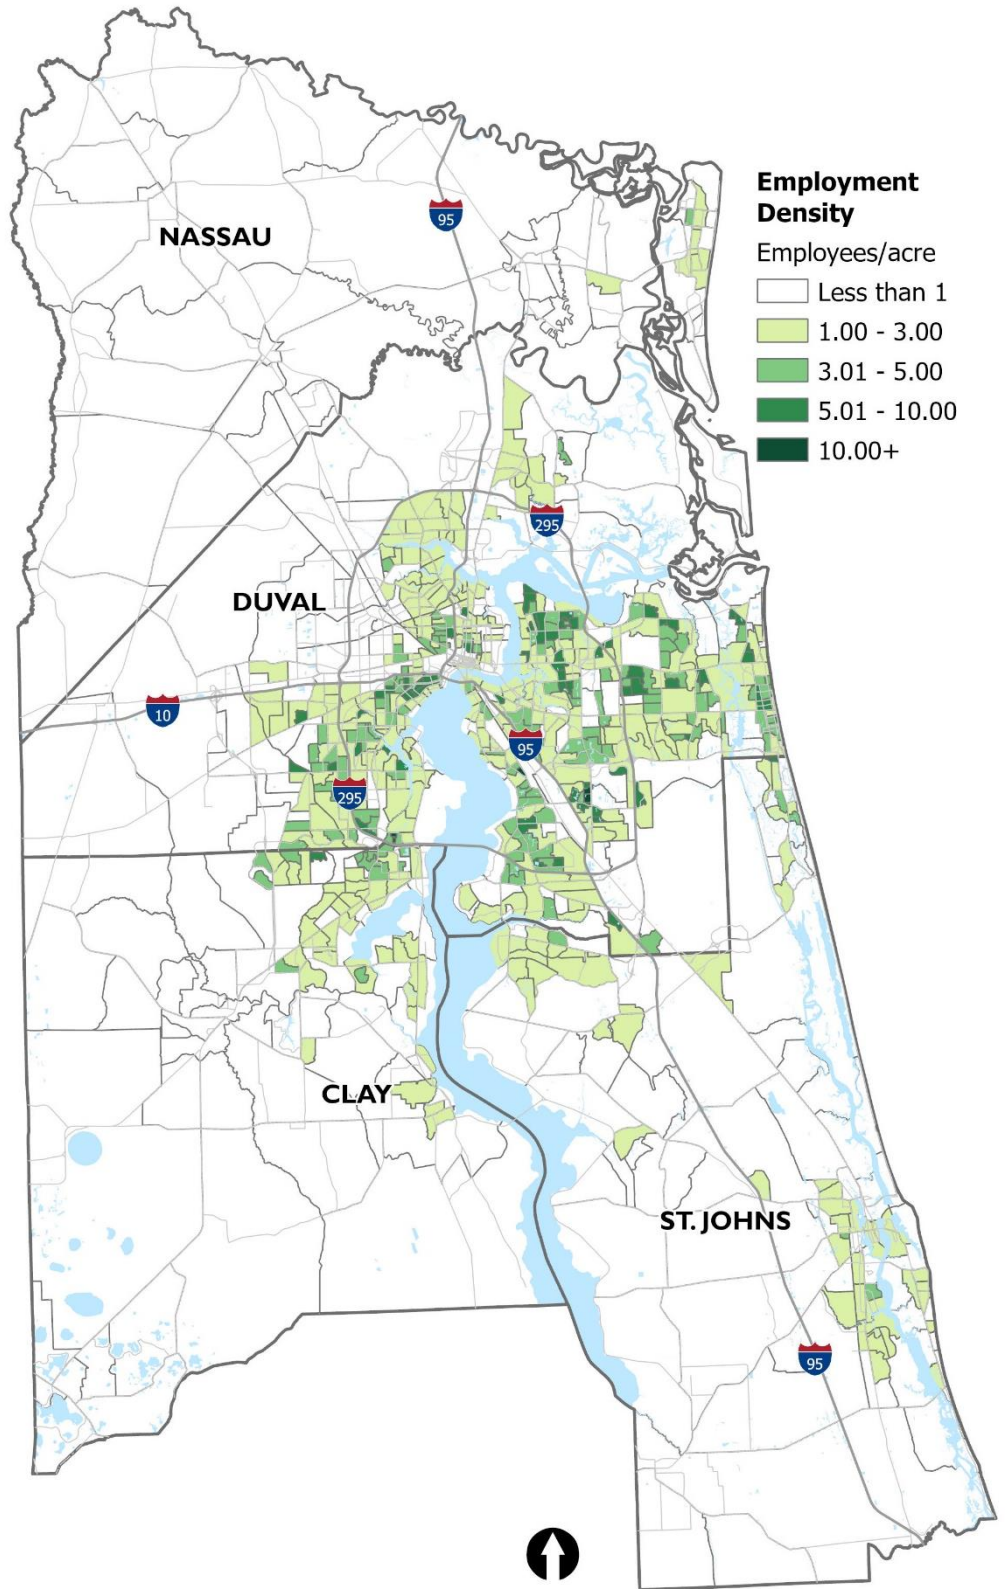 Employment
Density
Employees/acre
Less than 1
1.00 - 3.00
3.01 - 5.00
5.01 - 10.00
10.00+
95
NASSAU
295
DUVAL
10
95
295
CLAY
ST. JOHNS
95